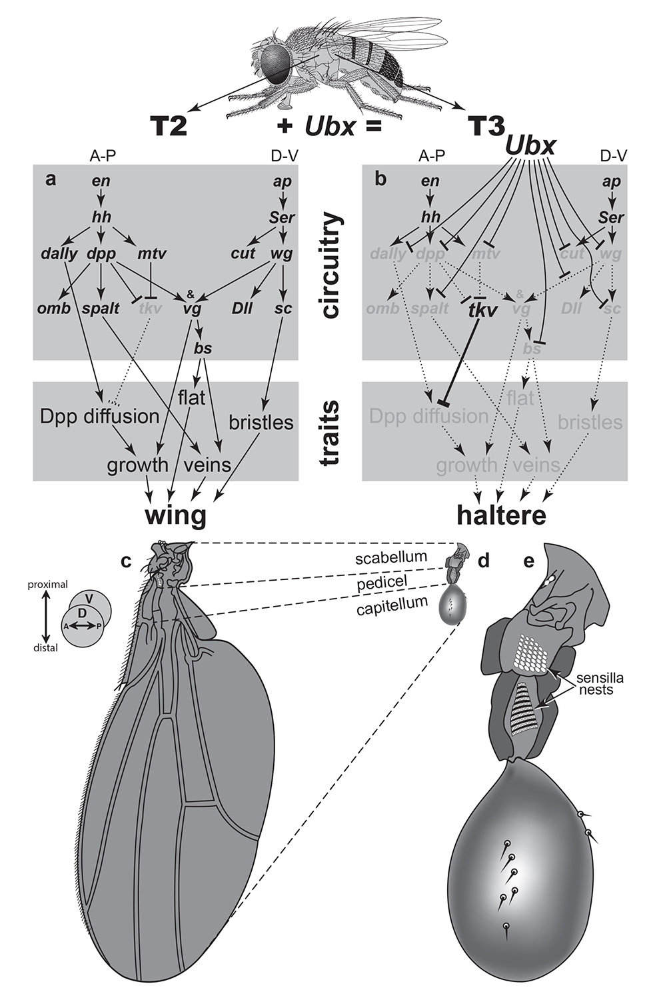 T2 + Ubx = T3
Ubx
A-P D-V A-P D-V
a en ap
hh Ser
dally dpp mtv cut wg
&
omb spalt tkv vg Dll sc
bs
b en ap
hh Ser
dally dpp mtv cut wg
&
omb spalt tkv vg Dll sc
bs
circuitry
flat
Dpp diffusion bristles
growth veins
traits
flat
Dpp diffusion bristles
growth veins
wing haltere
c d e
scabellum
pedicel
capitellum
proximal
V
D
A P
distal
sensilla
nests